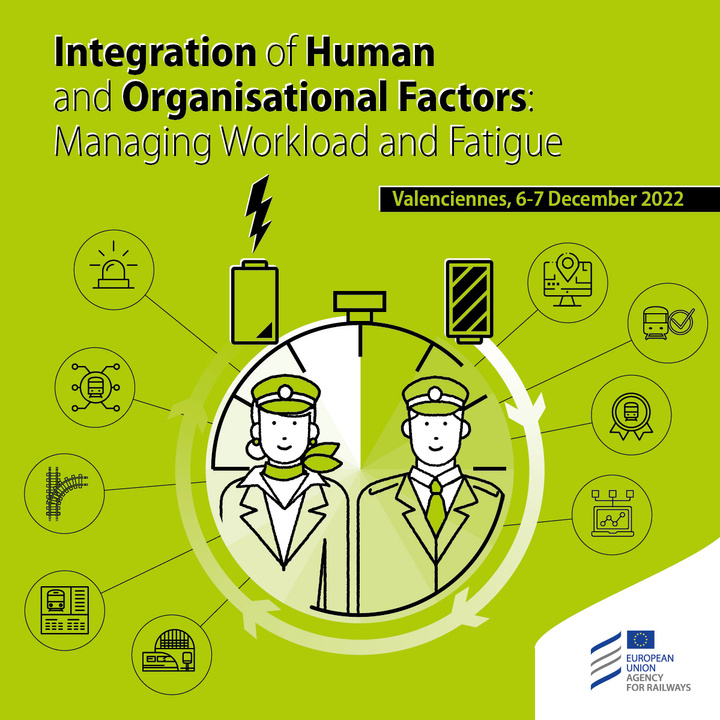 Integration of Human
and Organisational Factors:
Managing Workload and Fatigue
Valenciennes, 6-7 December 2022
EUROPEAN
UNION
AGENCY
FOR RAILWAYS